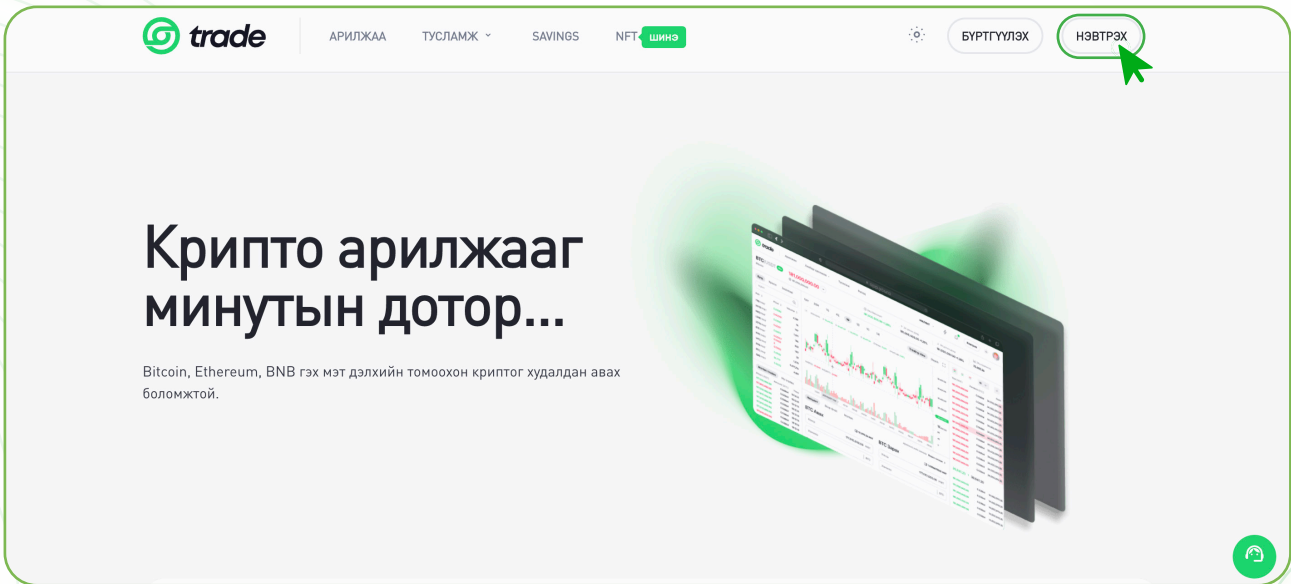 trade
АРИЛЖАА
ТУСЛАМЖ
SAVINGS
NFT
шинэ
БҮРТГҮҮЛЭХ
НЭВТРЭХ
Крипто арилжааг
минутын дотор...
Bitcoin, Ethereum, BNB гэх мэт дэлхийн томоохон криптог худалдан авах
боломжтой.
trade